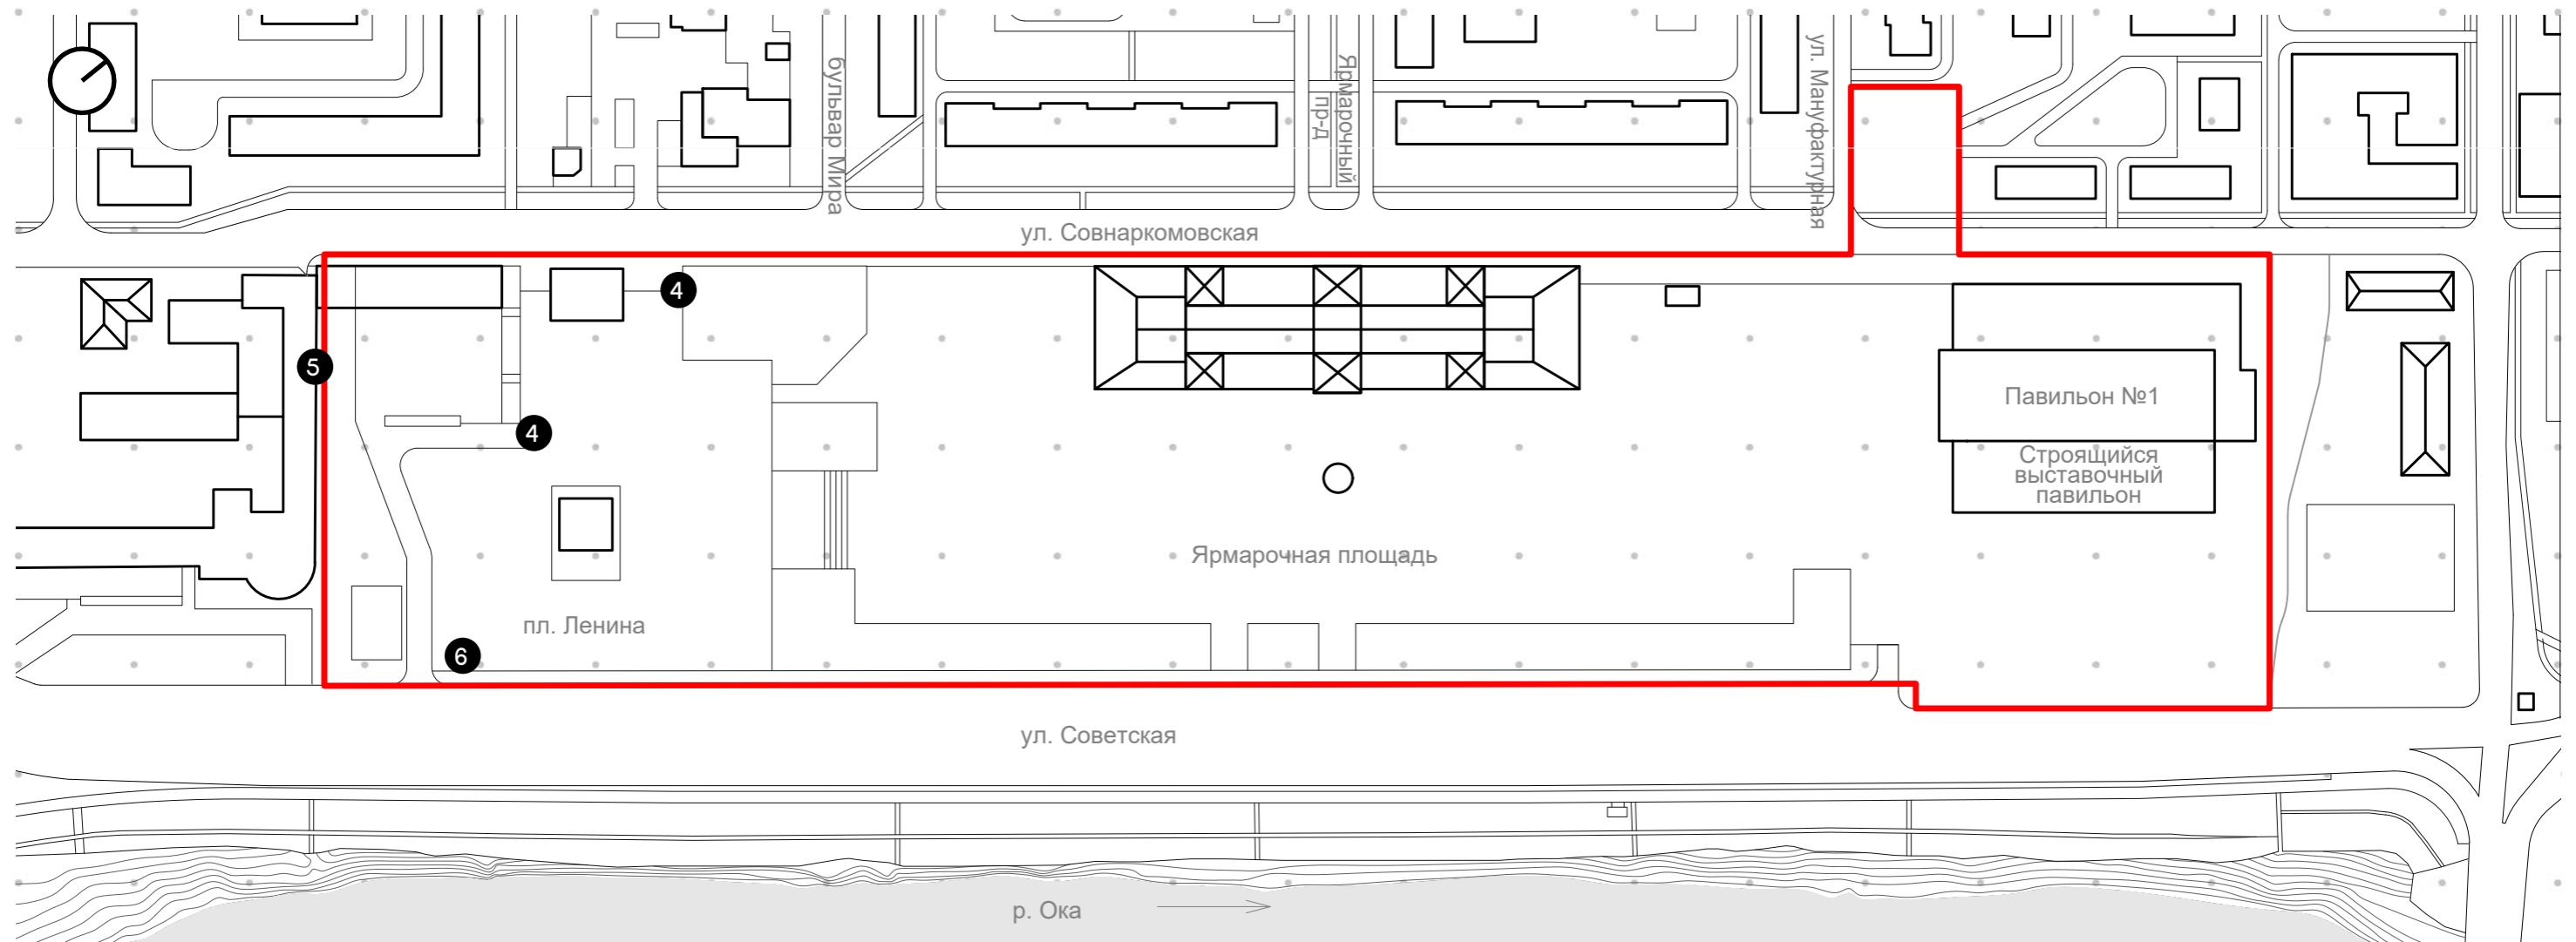 бульвар Мира
Ярмарочный
пр-д
ул. Мануфактурная
ул. Совнаркомовская
4
5
Павильон №1
4
Строящийся
выставочный
павильон
Ярмарочная площадь
пл. Ленина
6
ул. Советская
р. Ока